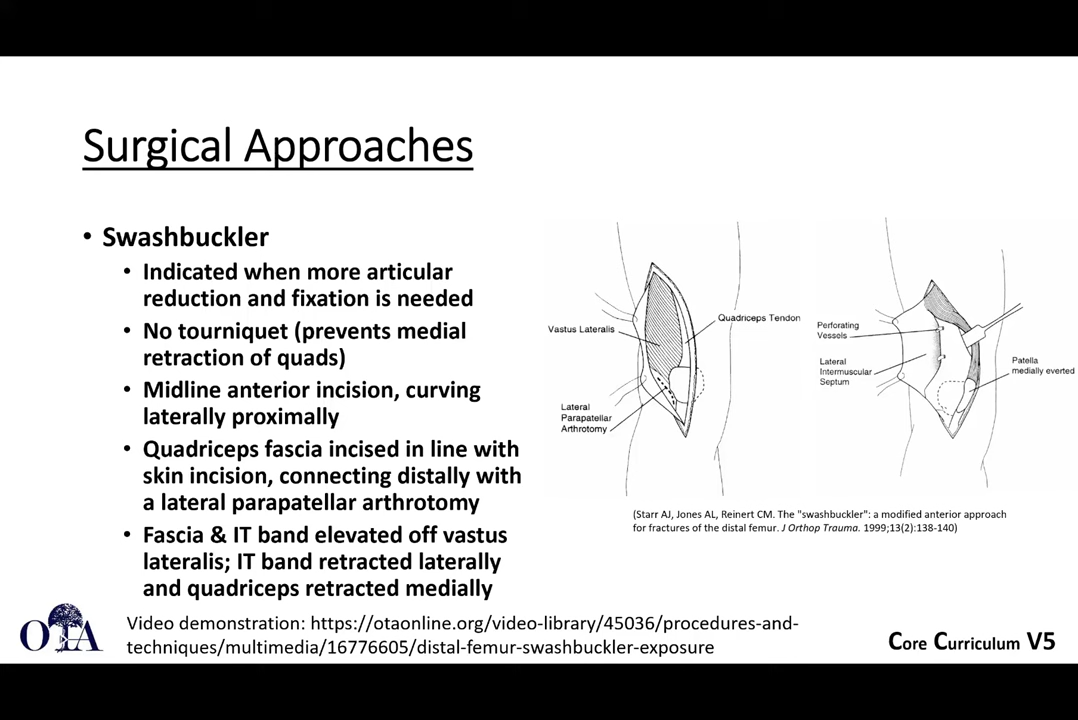 Surgical Approaches
• Swashbuckler
• Indicated when more articular
reduction and fixation is needed
• No tourniquet (prevents medial
retraction of quads)
• Midline anterior incision, curving
laterally proximally
• Quadriceps fascia incised in line with
skin incision, connecting distally with
a lateral parapatellar arthrotomy
• Fascia & IT band elevated off vastus
lateralis; IT band retracted laterally
and quadriceps retracted medially
Vastus Lateralis
Quadriceps Tendon
Lateral
Parapatellar
Arthrotomy
Perforating
Vessels
Lateral
Intermuscular
Septum
Patella
medially everted
(Starr AJ, Jones AL, Reinert CM. The "swashbuckler": a modified anterior approach
for fractures of the distal femur. J Orthop Trauma. 1999;13(2):138-140)
OTA
Video demonstration: https://otaonline.org/video-library/45036/procedures-and-
techniques/multimedia/16776605/distal-femur-swashbuckler-exposure
Core Curriculum V5